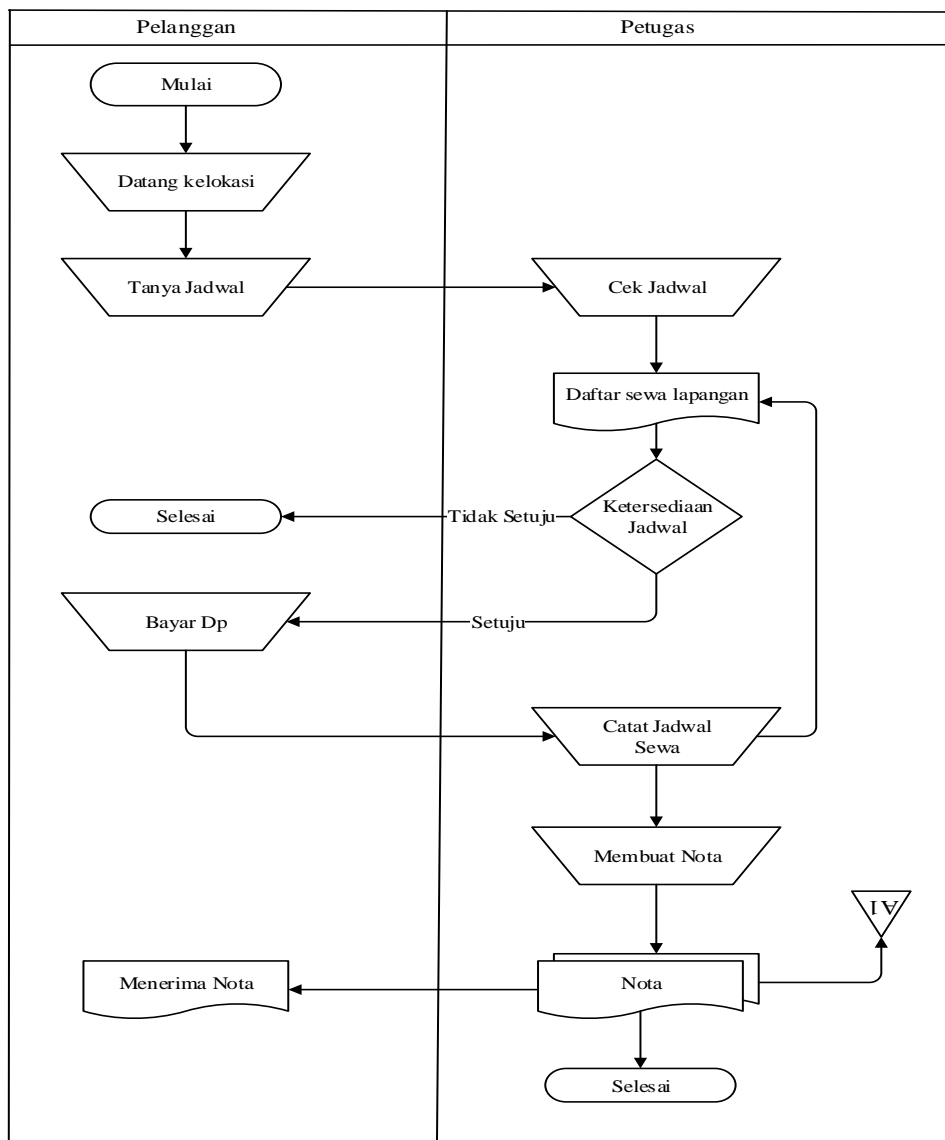 Pelanggan
Petugas
Mulai
Datang kelokasi
Tanya Jadwal
Cek Jadwal
Daftar sewa lapangan
Ketersediaan
Jadwal
Tidak Setuju
Selesai
Setuju
Bayar Dp
Catat Jadwal
Sewa
Membuat Nota
A1
Nota
Menerima Nota
Selesai